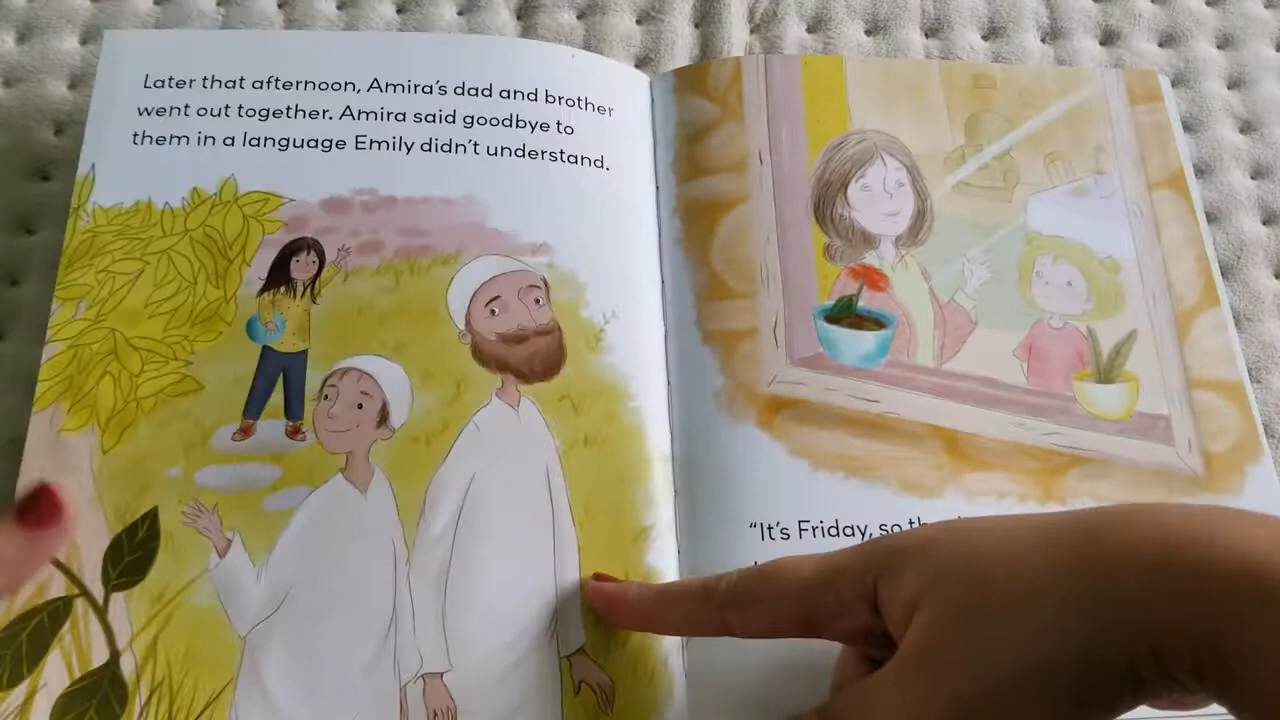 Later that afternoon, Amira's dad and brother
went out together. Amira said goodbye to
them in a language Emily didn't understand.
"It's Friday, so